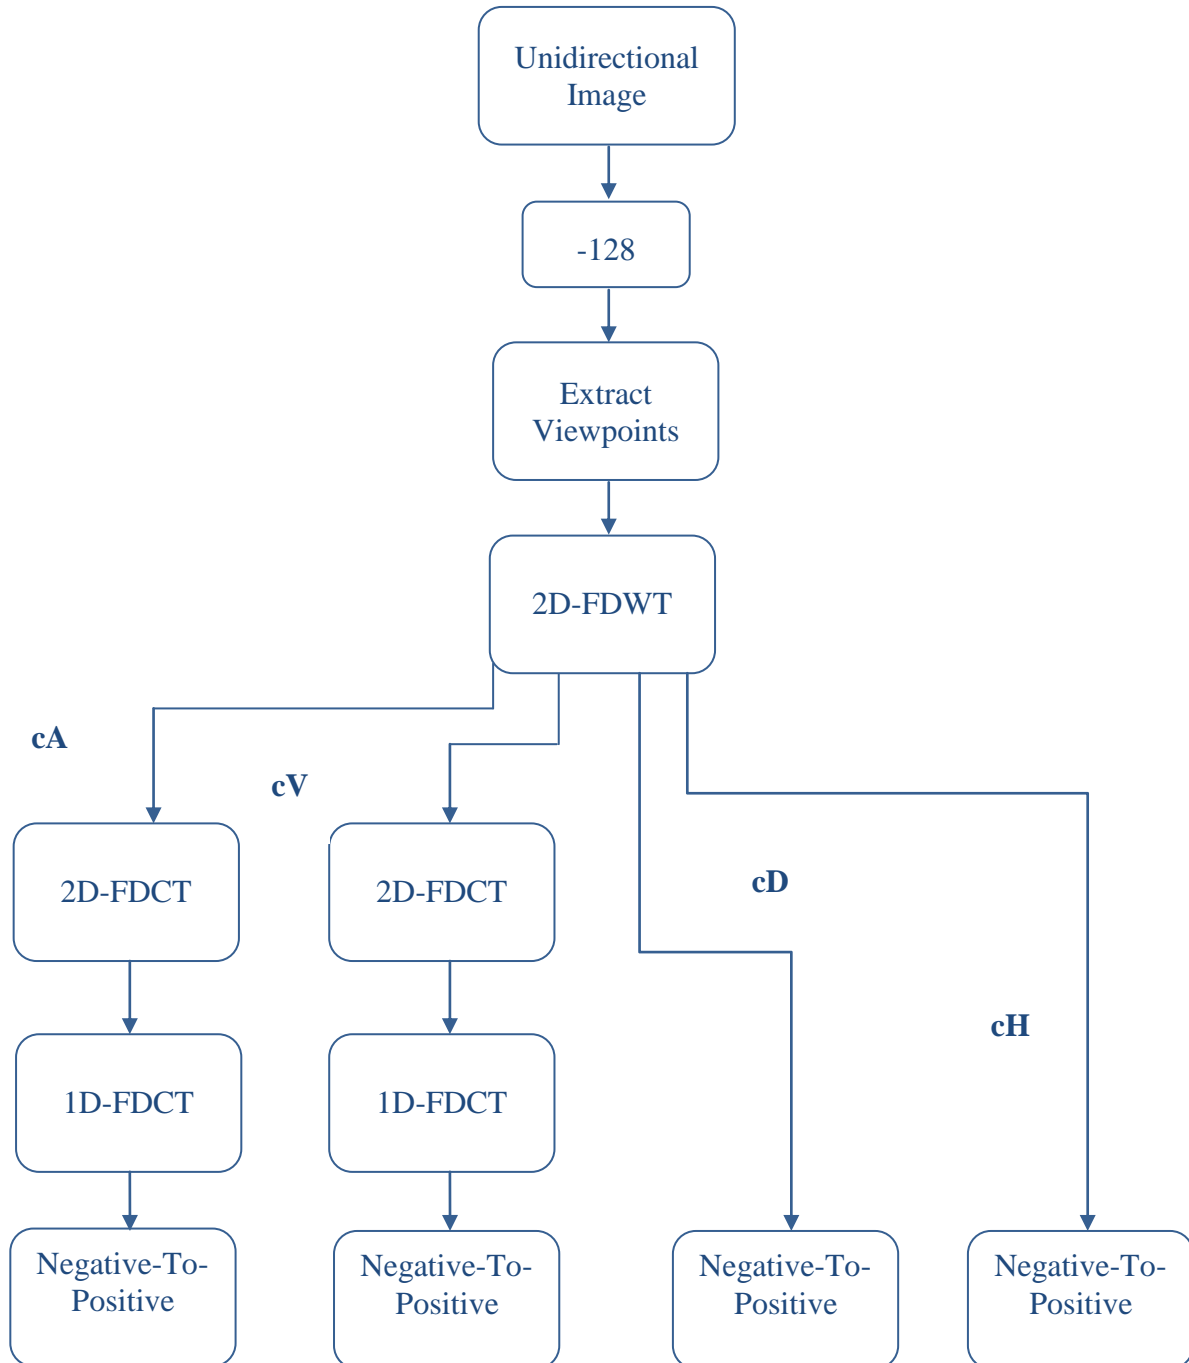 Unidirectional
Image
-128
Extract
Viewpoints
2D-FDWT
cA
cV
cD
cH
2D-FDCT
2D-FDCT
1D-FDCT
1D-FDCT
Negative-To-
Positive
Negative-To-
Positive
Negative-To-
Positive
Negative-To-
Positive